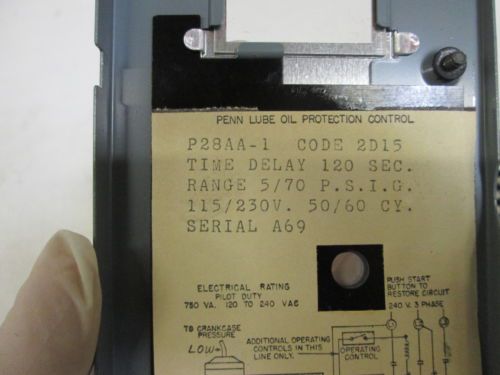 PENN LUBE OIL PROTECTION CONTROL
P28AA-1 CODE 2D15
TIME DELAY 120 SEC.
RANGE 5/70 P.S.I.G.
115/230V. 50/60 CY.
SERIAL A69
ELECTRICAL RATING
PILOT DUTY
750 VA. 120 TO 240 VAC
PUSH START
BUTTON TO
RESTORE CIRCUIT
240 V. 3 PHASE
TO CRANKCASE
PRESSURE
LOW
ADDITIONAL OPERATING
CONTROLS IN THIS
LINE ONLY.
OPERATING
CONTROL